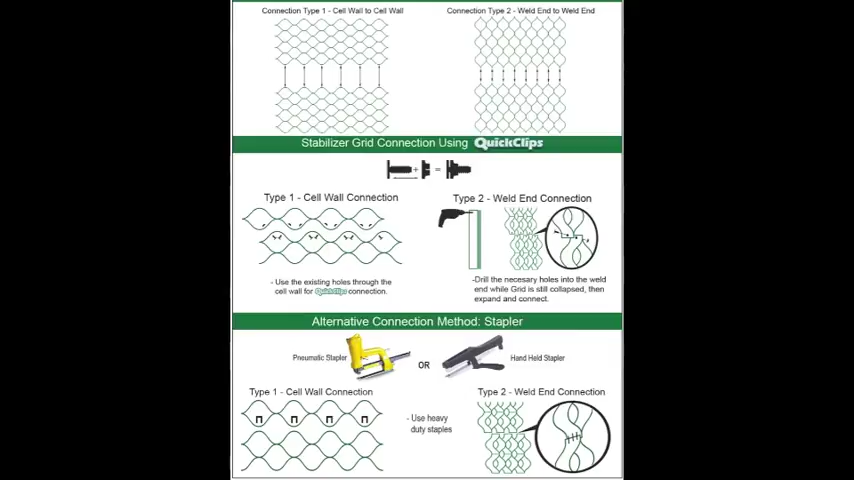 Connection Type 1 - Cell Wall to Cell Wall
Connection Type 2 - Weld End to Weld End
Stabilizer Grid Connection Using QuickClips
+ =
Type 1 - Cell Wall Connection
Type 2 - Weld End Connection
- Use the existing holes through the
cell wall for QuickClips connection.
-Drill the necesary holes into the weld
end while Grid is still collapsed, then
expand and connect.
Alternative Connection Method: Stapler
Pneumatic Stapler
OR
Hand Held Stapler
Type 1 - Cell Wall Connection
- Use heavy
duty staples
Type 2 - Weld End Connection